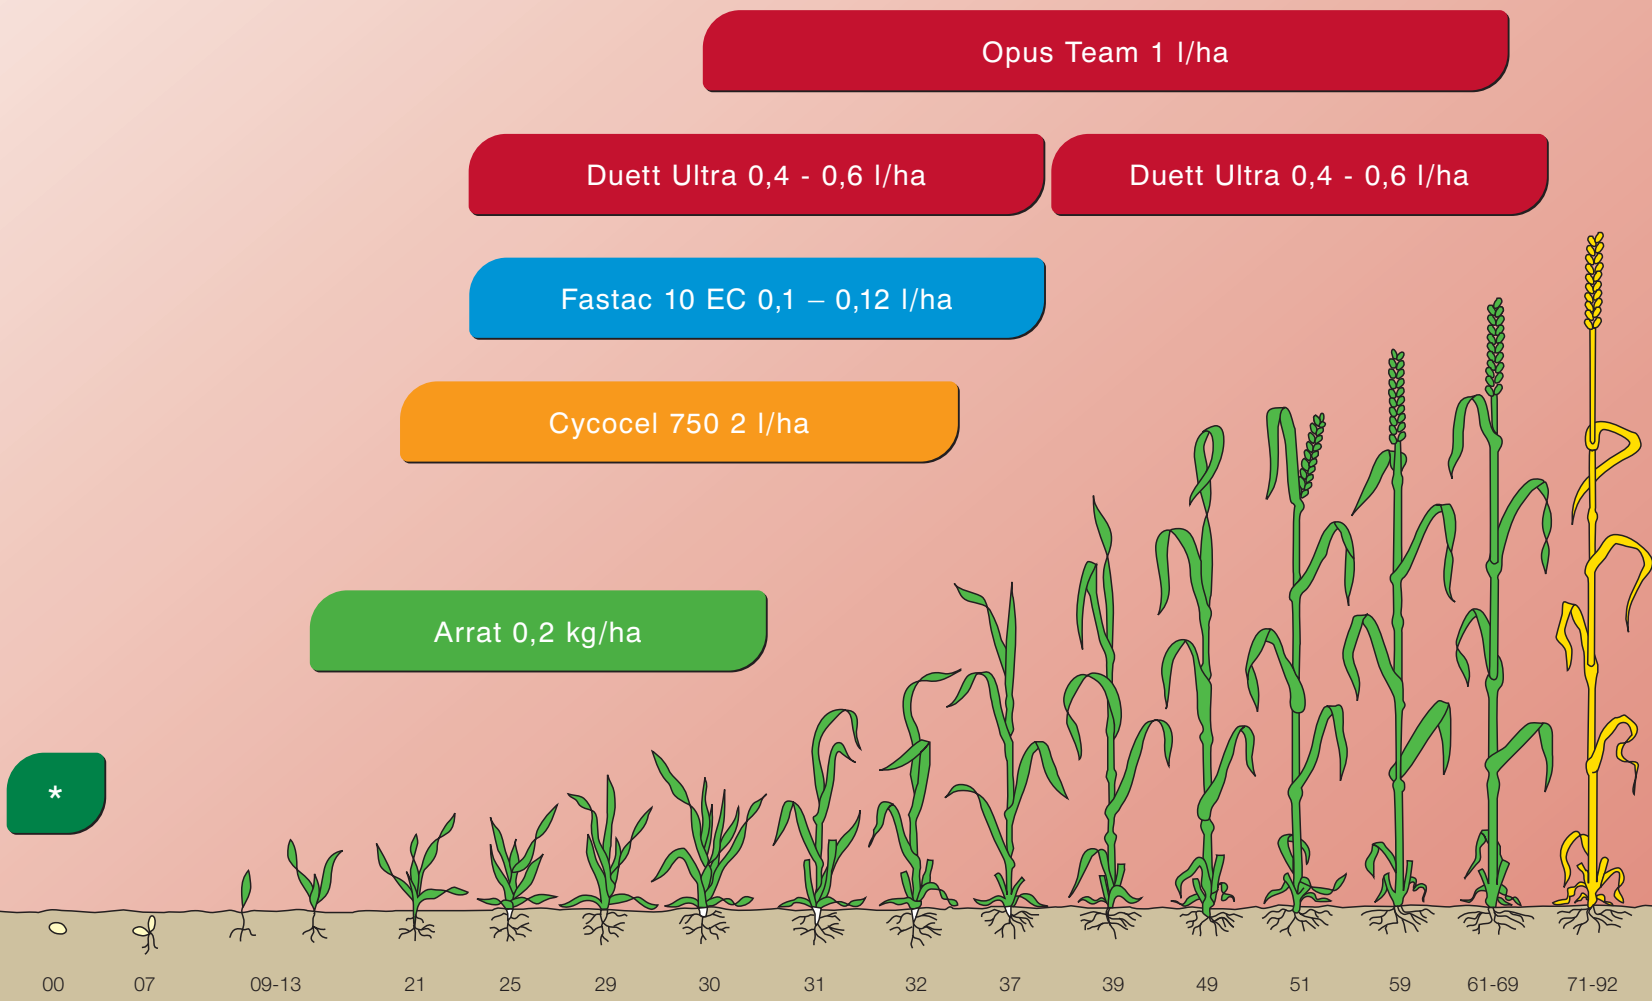 Opus Team 1 l/ha
Duett Ultra 0,4 - 0,6 l/ha
Duett Ultra 0,4 - 0,6 l/ha
Fastac 10 EC 0,1 – 0,12 l/ha
Cycocel 750 2 l/ha
Arrat 0,2 kg/ha
*
00 07 09-13 21 25 29 30 31 32 37 39 49 51 59 61-69 71-92